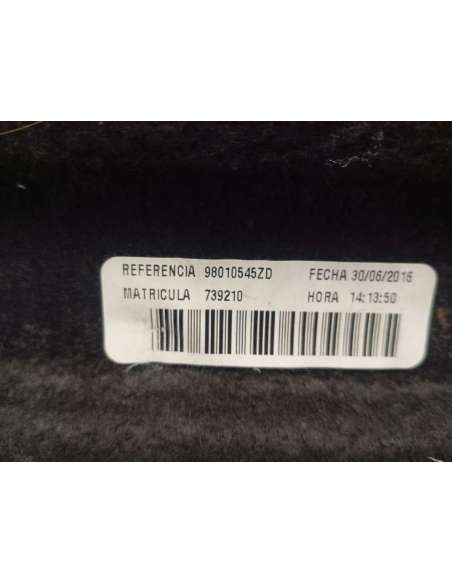 REFERENCIA 98010545ZD FECHA 30/06/2016
MATRICULA 739210 HORA 14:13:50